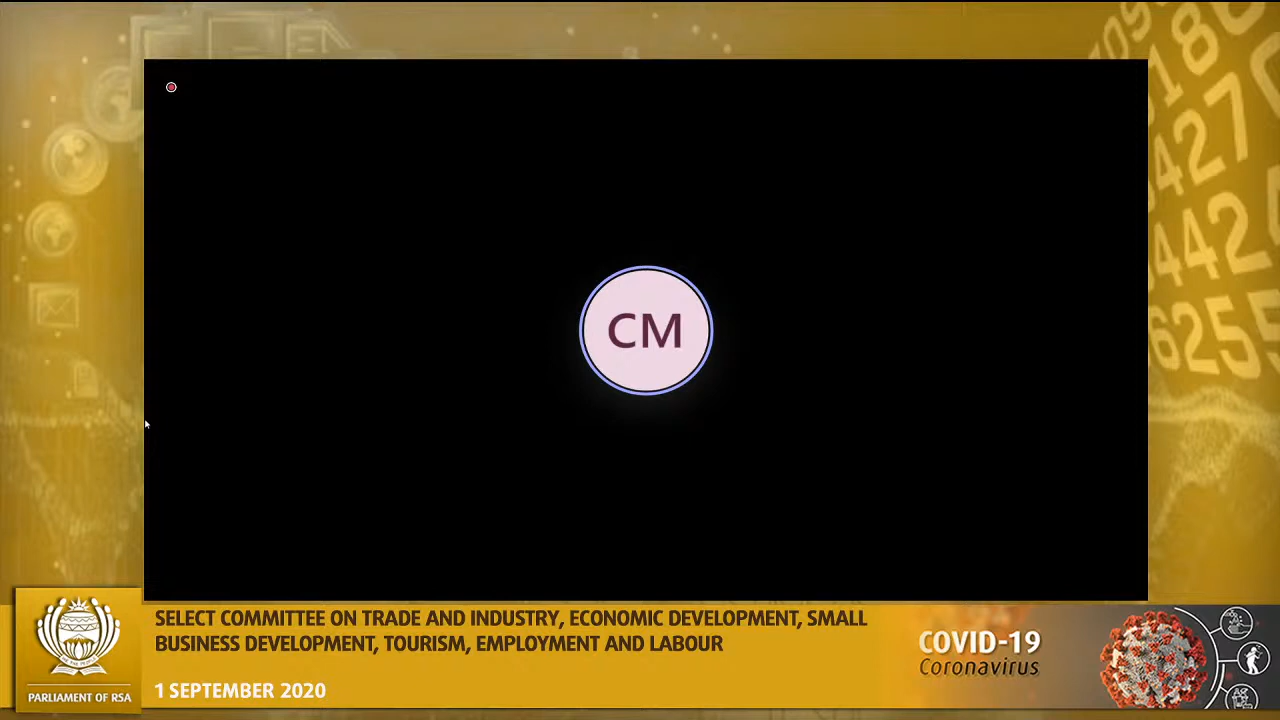 CM
SELECT COMMITTEE ON TRADE AND INDUSTRY, ECONOMIC DEVELOPMENT, SMALL
BUSINESS DEVELOPMENT, TOURISM, EMPLOYMENT AND LABOUR
1 SEPTEMBER 2020
PARLIAMENT OF RSA
COVID-19
Coronavirus